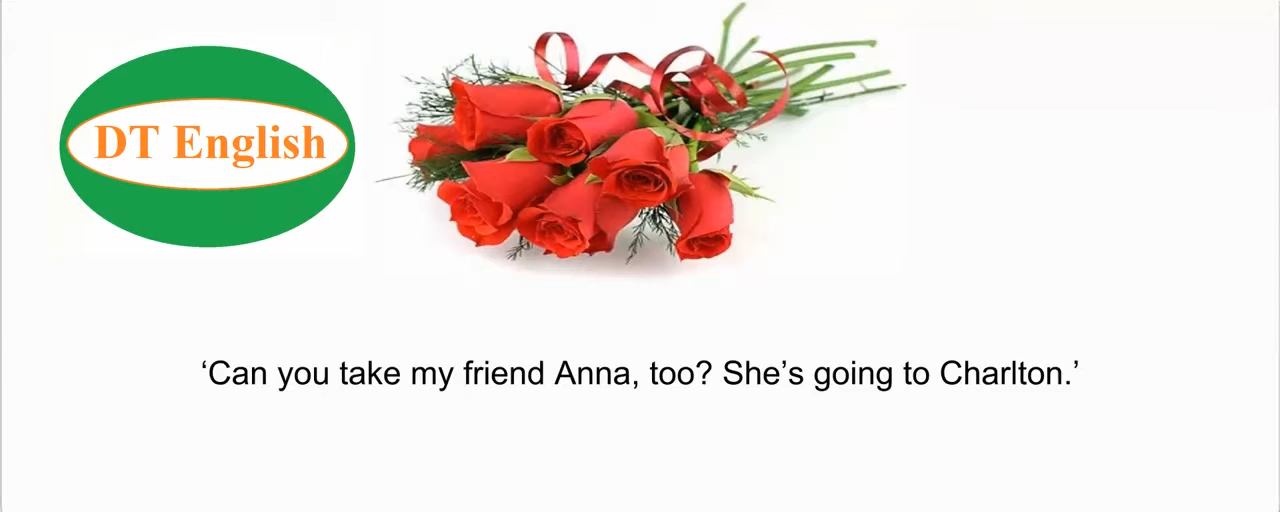 DT English
‘Can you take my friend Anna, too? She’s going to Charlton.’